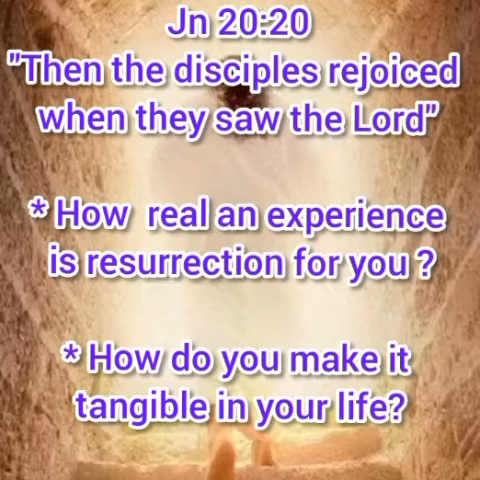 Jn 20:20
"Then the disciples rejoiced
when they saw the Lord"
* How real an experience
is resurrection for you ?
* How do you make it
tangible in your life?